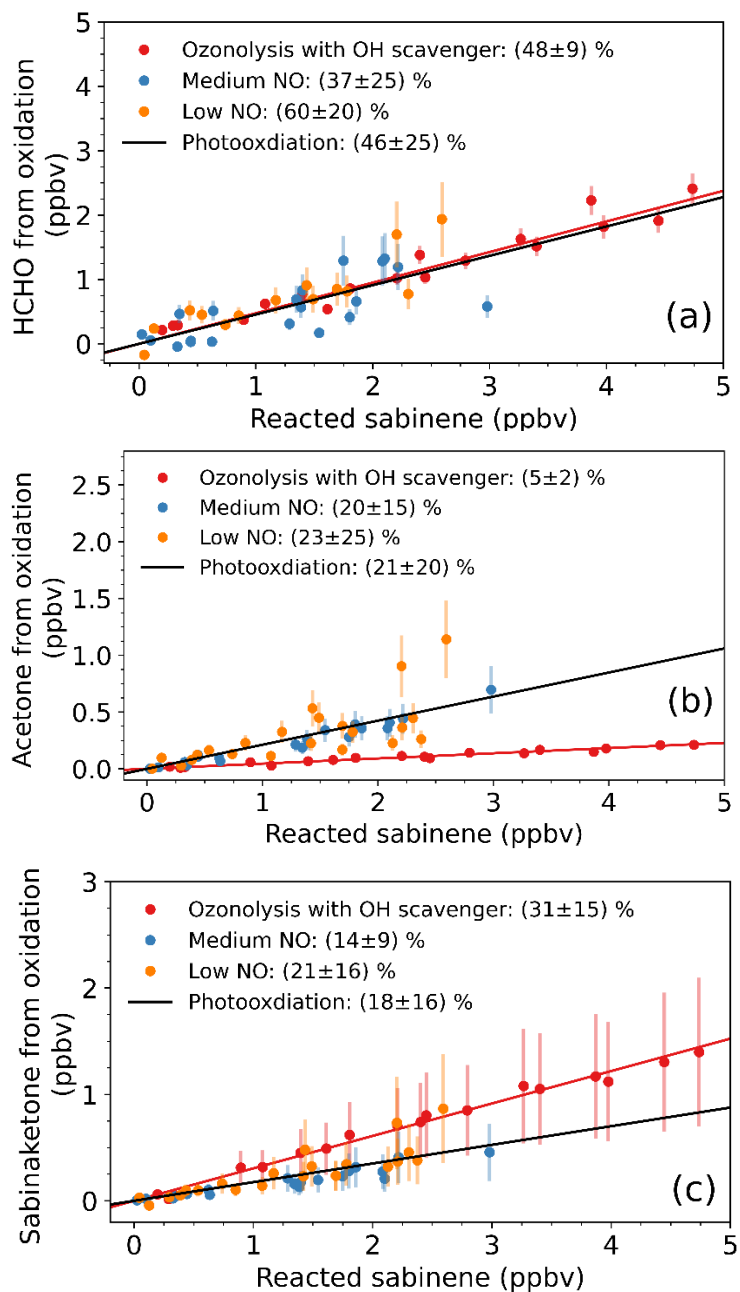 5
4
3
2
1
0
HCHO from oxidation
(ppbv)
Ozonolysis with OH scavenger: (48±9) %
Medium NO: (37±25) %
Low NO: (60±20) %
Photooxdiation: (46±25) %
(a)
0 1 2 3 4 5
Reacted sabinene (ppbv)
2.5
2.0
1.5
1.0
0.5
0.0
Acetone from oxidation
(ppbv)
Ozonolysis with OH scavenger: (5±2) %
Medium NO: (20±15) %
Low NO: (23±25) %
Photooxdiation: (21±20) %
(b)
0 1 2 3 4 5
Reacted sabinene (ppbv)
3
2
1
0
Sabinaketone from oxidation
(ppbv)
Ozonolysis with OH scavenger: (31±15) %
Medium NO: (14±9) %
Low NO: (21±16) %
Photooxdiation: (18±16) %
(c)
0 1 2 3 4 5
Reacted sabinene (ppbv)